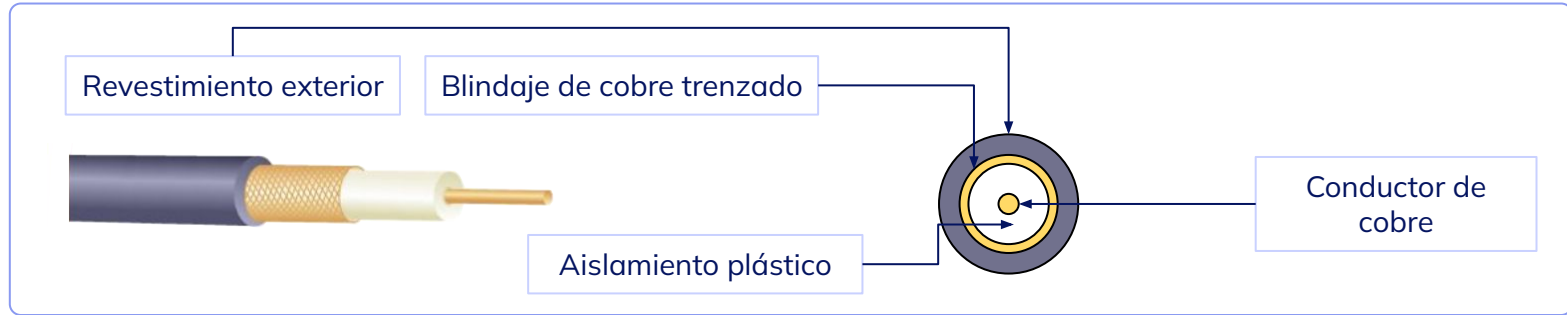 Revestimiento exterior
Blindaje de cobre trenzado
Conductor de
cobre
Aislamiento plástico